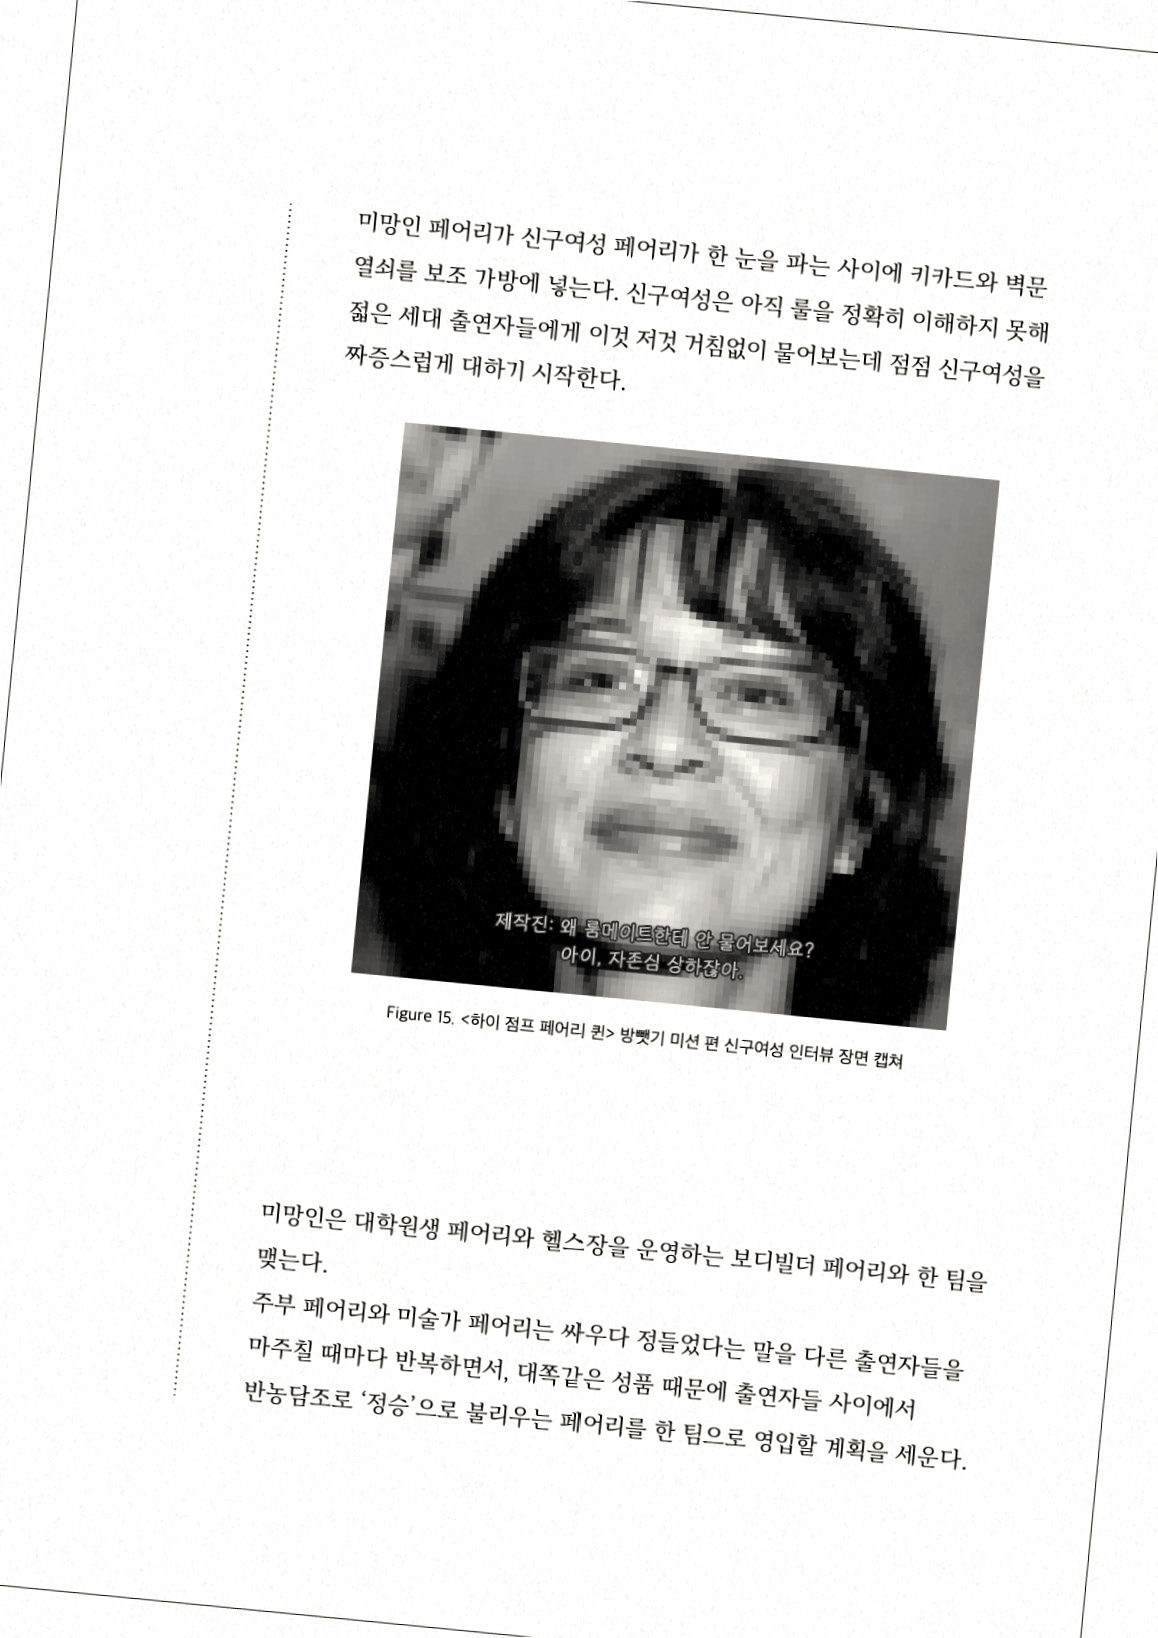 미망인 페어리가 신구여성 페어리가 한 눈을 파는 사이에 키카드와 벽문
열쇠를 보조 가방에 넣는다. 신구여성은 아직 룰을 정확히 이해하지 못해
젋은 세대 출연자들에게 이것 저것 거침없이 물어보는데 점점 신구여성을
짜증스럽게 대하기 시작한다.
제작진: 왜 룸메이트한테 안 물어보세요?
아이, 자존심 상하잖아.
Figure 15. <하이 점프 페어리 퀸> 방뺏기 미션 편 신구여성 인터뷰 장면 캡쳐
미망인은 대학원생 페어리와 헬스장을 운영하는 보디빌더 페어리와 한 팀을
맺는다.
주부 페어리와 미술가 페어리는 싸우다 정들었다는 말을 다른 출연자들을
마주칠 때마다 반복하면서, 대쪽같은 성품 때문에 출연자들 사이에서
반농담조로 ‘정승’으로 불리우는 페어리를 한 팀으로 영입할 계획을 세운다.